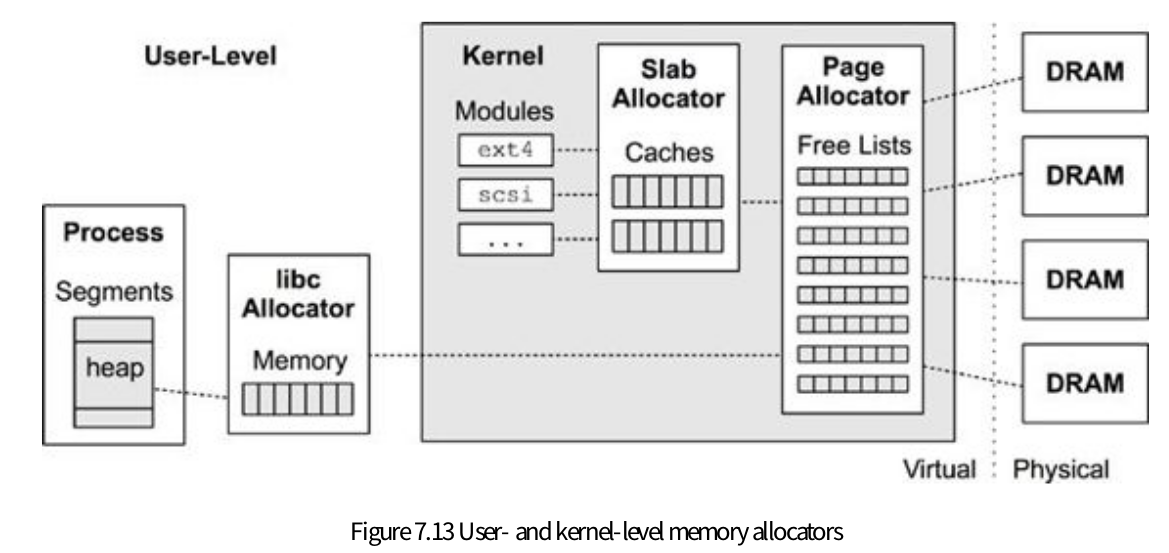 User-Level
Process
Segments
heap
libc
Allocator
Memory
Kernel
Modules
ext4
scsi
...
Slab
Allocator
Caches
Page
Allocator
Free Lists
DRAM
DRAM
DRAM
DRAM
Virtual
Physical
Figure 7.13 User- and kernel-level memory allocators